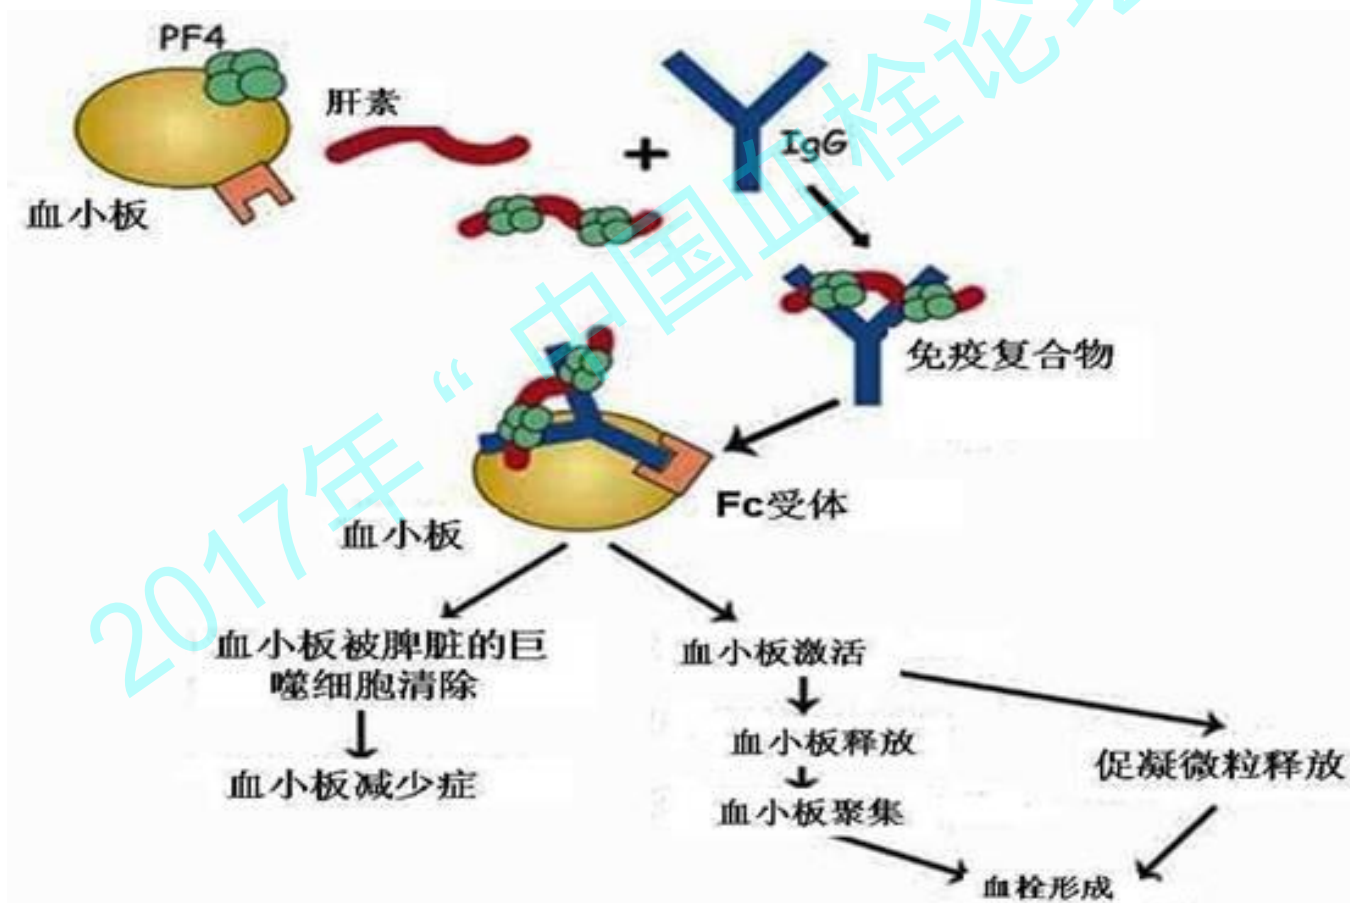 PF4
肝素
IgG
血小板
免疫复合物
Fc受体
血小板
血小板被脾脏的巨
噬细胞清除
血小板减少症
血小板激活
血小板释放
血小板聚集
促凝微粒释放
血栓形成
2017年“中国血栓论